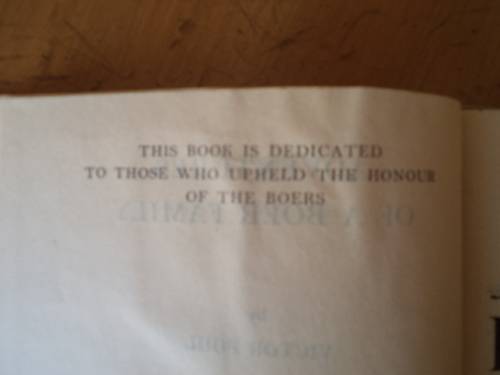 THIS BOOK IS DEDICATED
TO THOSE WHO UPHELD THE HONOUR
OF THE BOERS